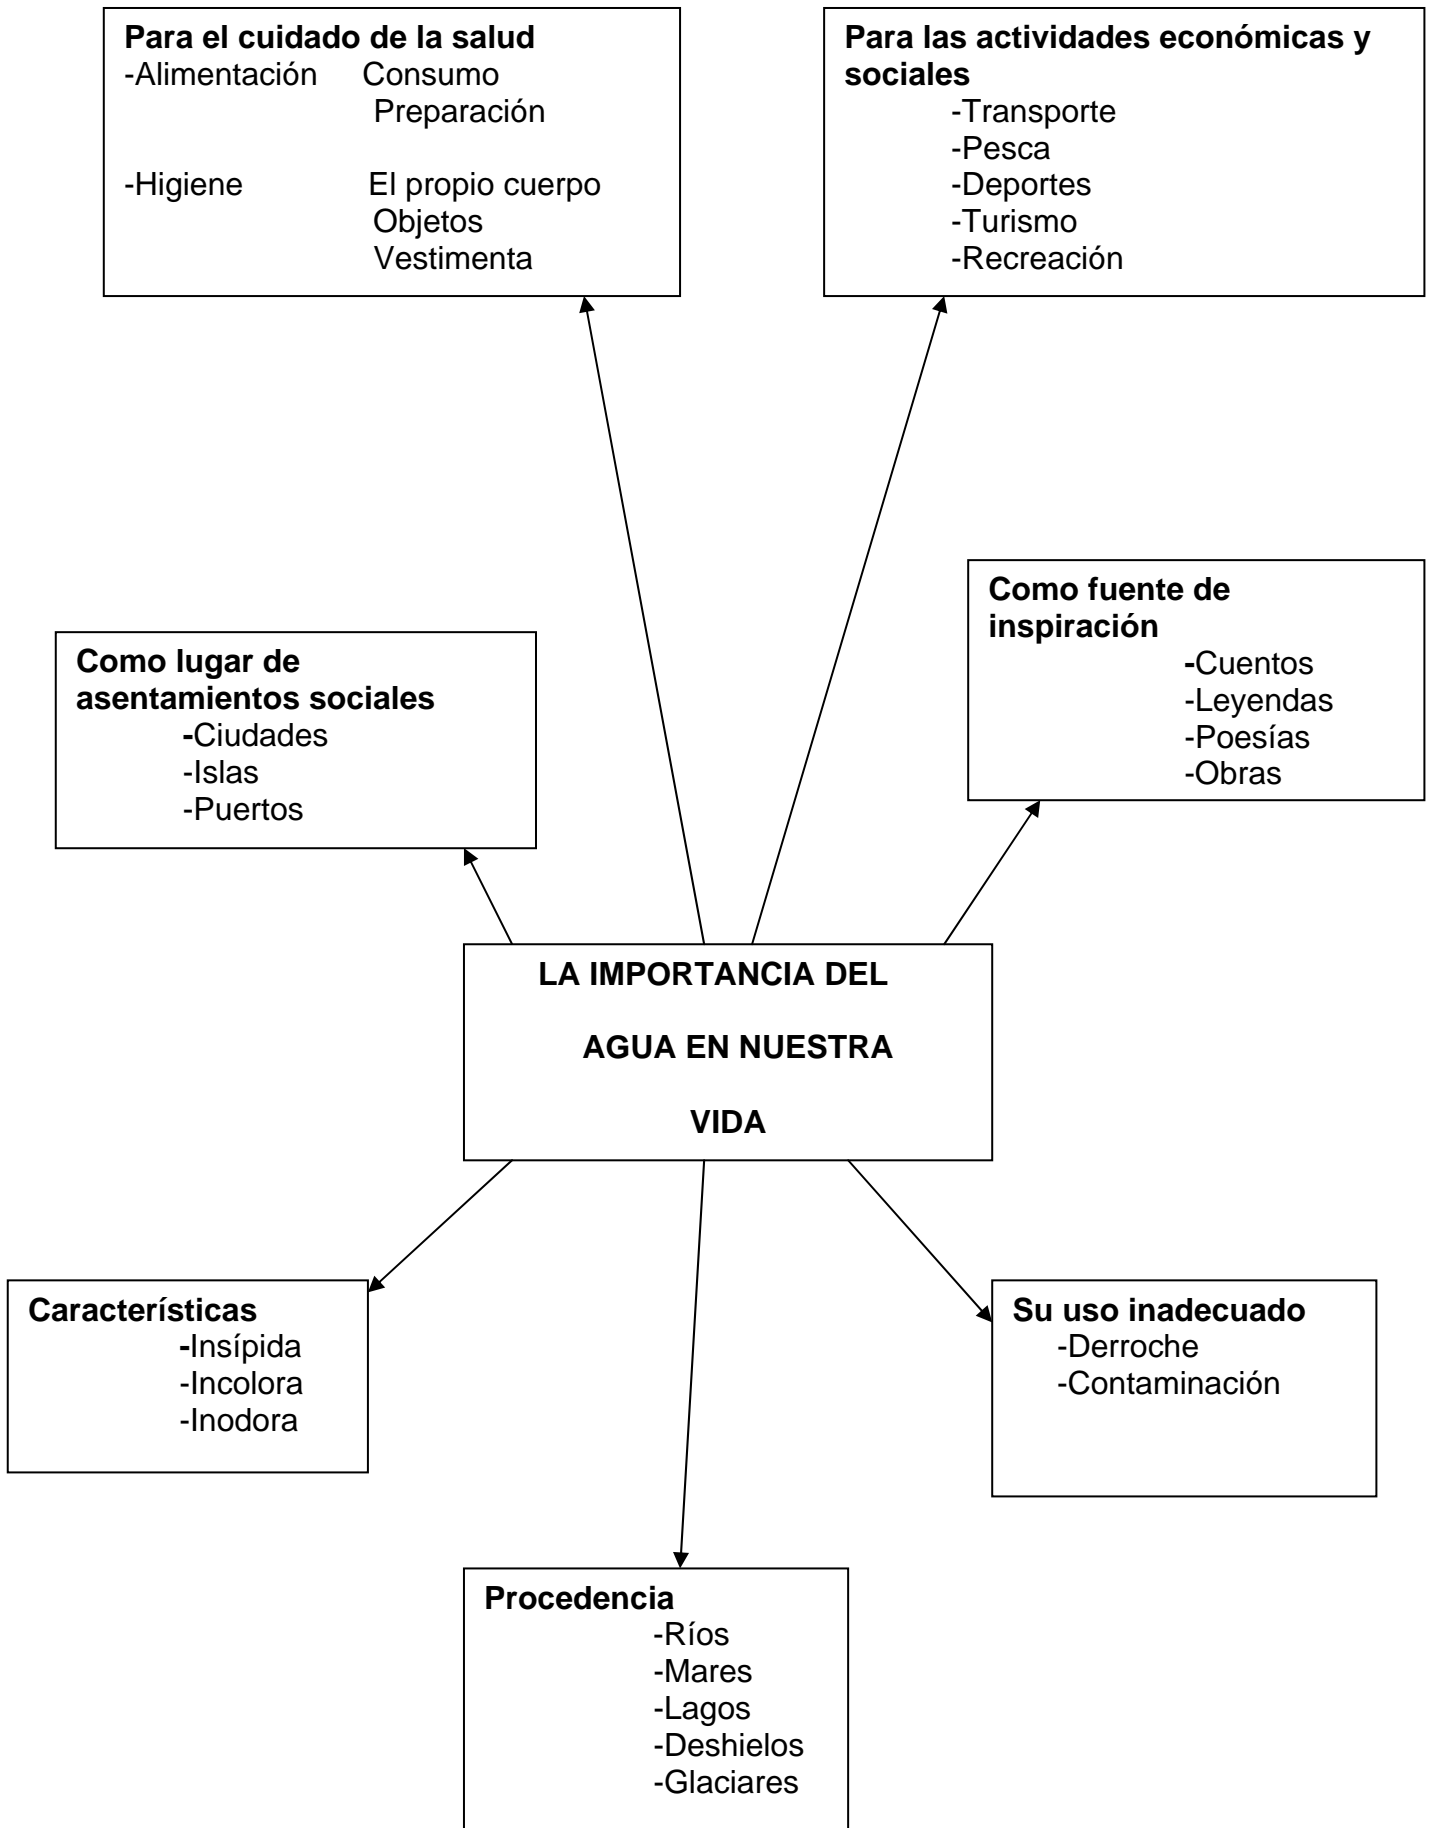 Para el cuidado de la salud
-Alimentación Consumo
Preparación
-Higiene El propio cuerpo
Objetos
Vestimenta
Para las actividades económicas y
sociales
-Transporte
-Pesca
-Deportes
-Turismo
-Recreación
Como lugar de
asentamientos sociales
-Ciudades
-Islas
-Puertos
Como fuente de
inspiración
-Cuentos
-Leyendas
-Poesías
-Obras
LA IMPORTANCIA DEL
AGUA EN NUESTRA
VIDA
Características
-Insípida
-Incolora
-Inodora
Su uso inadecuado
-Derroche
-Contaminación
Procedencia
-Ríos
-Mares
-Lagos
-Deshielos
-Glaciares